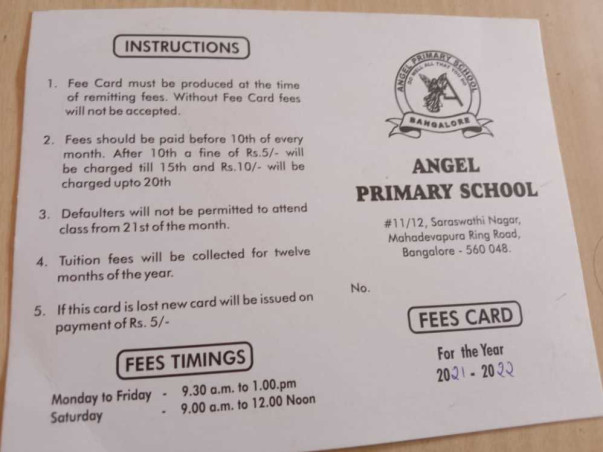 INSTRUCTIONS
1. Fee Card must be produced at the time
of remitting fees. Without Fee Card fees
will not be accepted.
2. Fees should be paid before 10th of every
month. After 10th a fine of Rs.5/- will
be charged till 15th and Rs.10/- will be
charged upto 20th
3. Defaulters will not be permitted to attend
class from 21st of the month.
4. Tuition fees will be collected for twelve
months of the year.
5. If this card is lost new card will be issued on
payment of Rs. 5/-
FEES TIMINGS
Monday to Friday - 9.30 a.m. to 1.00.pm
Saturday - 9.00 a.m. to 12.00 Noon
ANGEL PRIMARY SCHOOL
DO WELL ALL THAT YOU DO
A
BANGALORE
ANGEL
PRIMARY SCHOOL
#11/12, Saraswathi Nagar,
Mahadevapura Ring Road,
Bangalore - 560 048.
No.
FEES CARD
For the Year
2021 - 2022